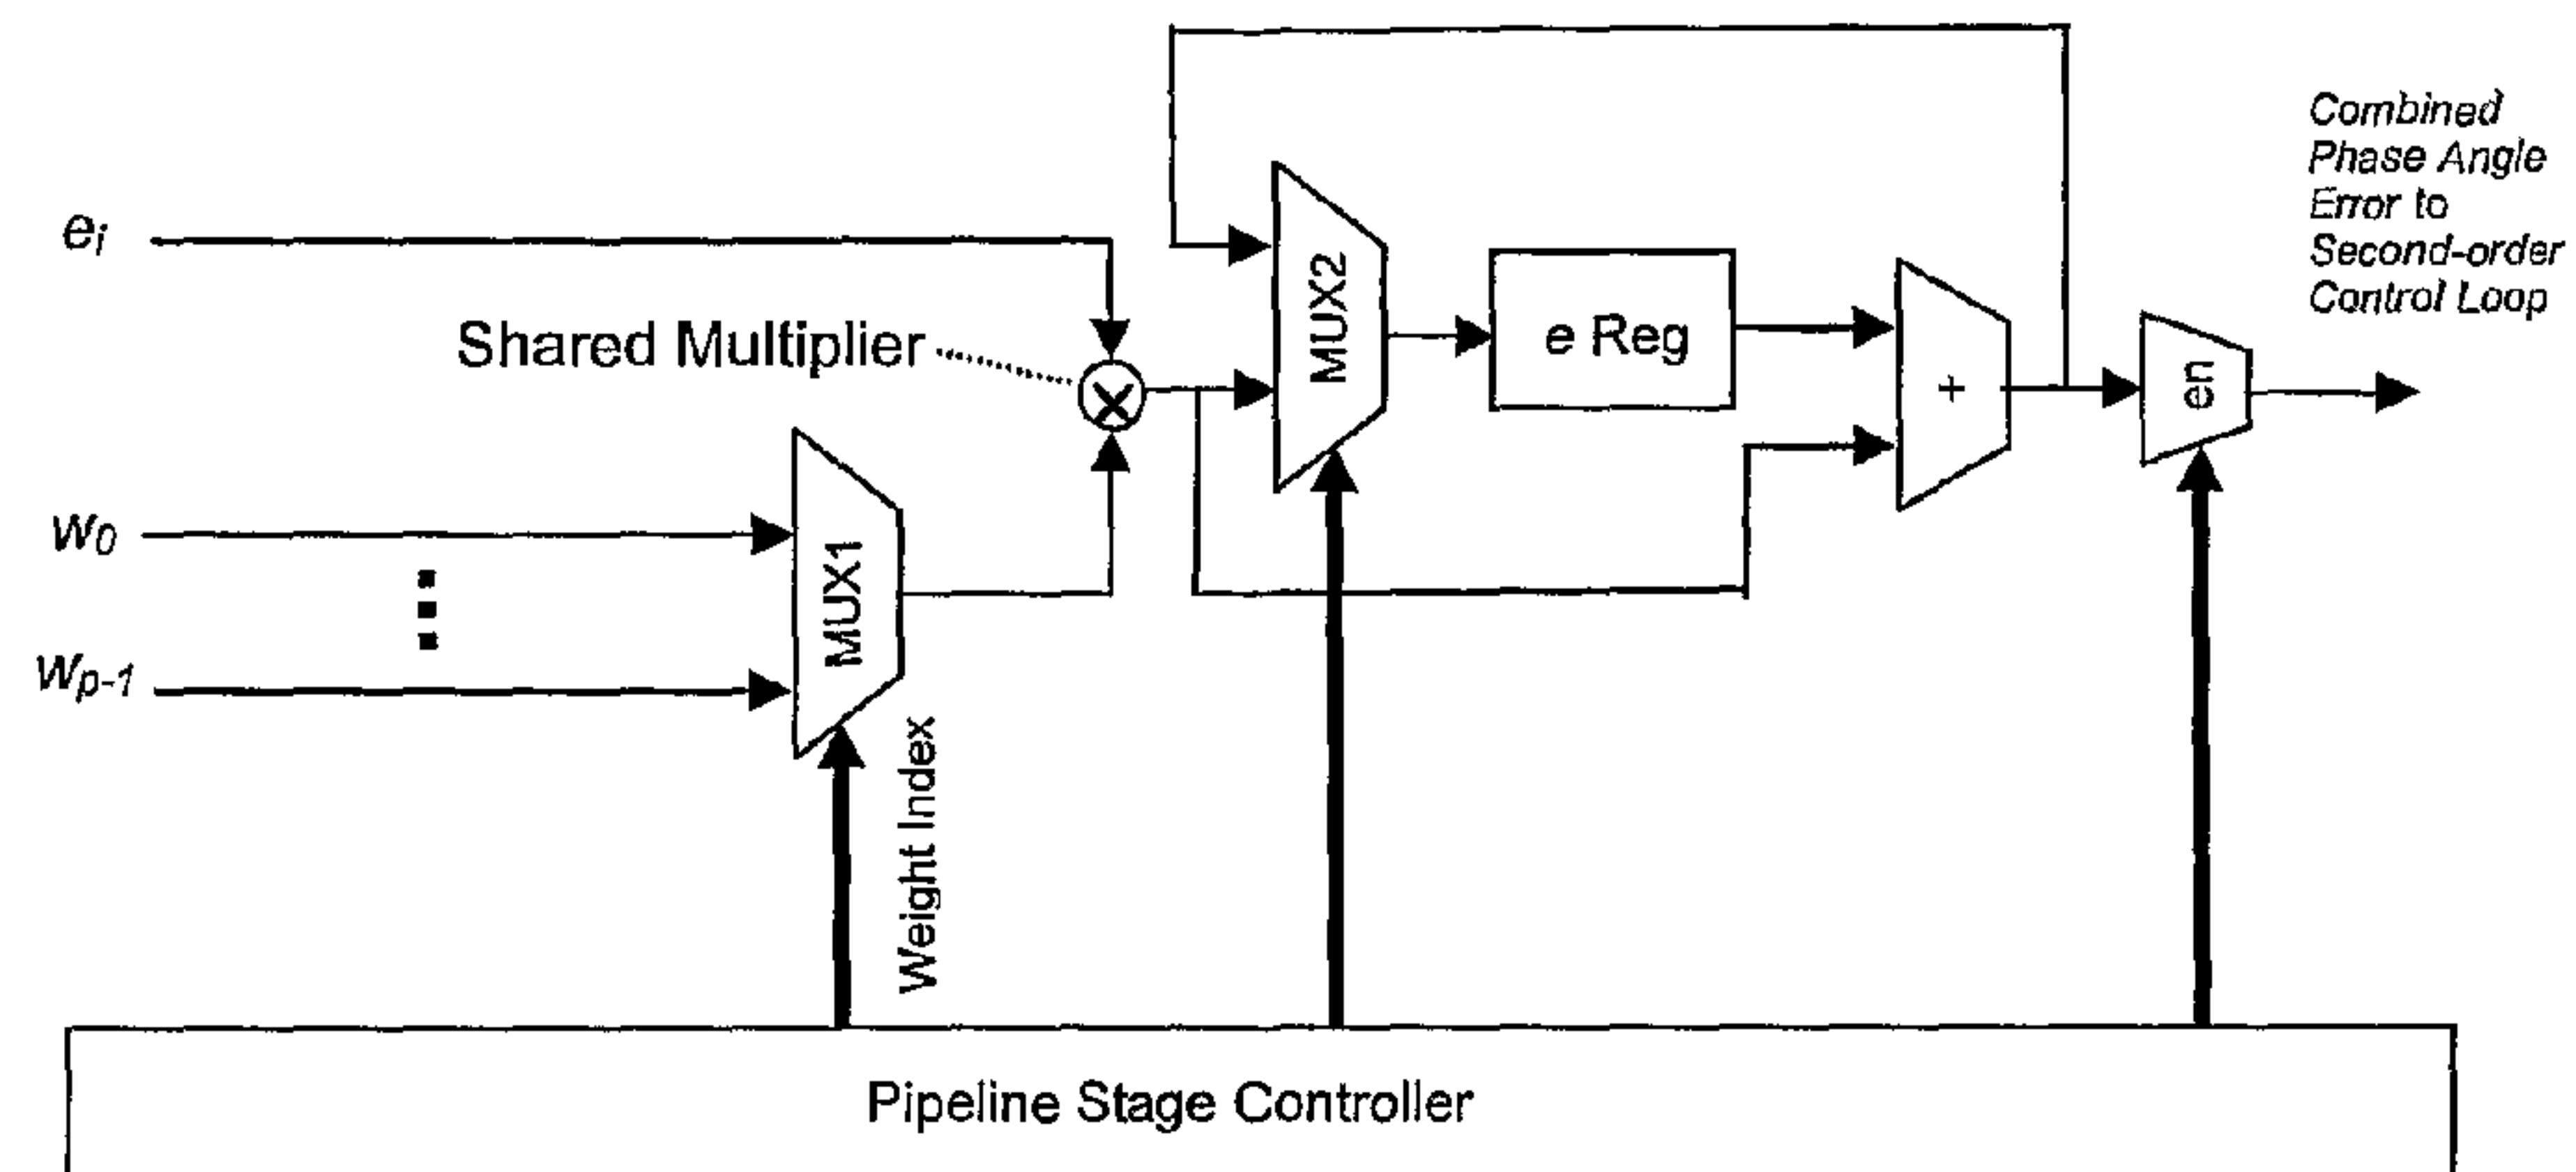 Combined
Phase Angle
Error to
Second-order
Control Loop
ei
Shared Multiplier
MUX2
e Reg
+
en
w0
MUX1
wp-1
Weight Index
Pipeline Stage Controller